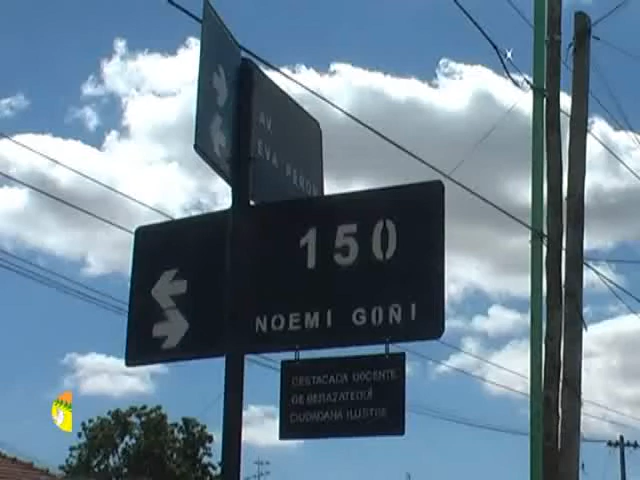 AV.
EVA PERON
150
NOEMI GOÑI
DESTACADA DOCENTE
DE BERAZATEGUI
CIUDADANA ILUSTRE